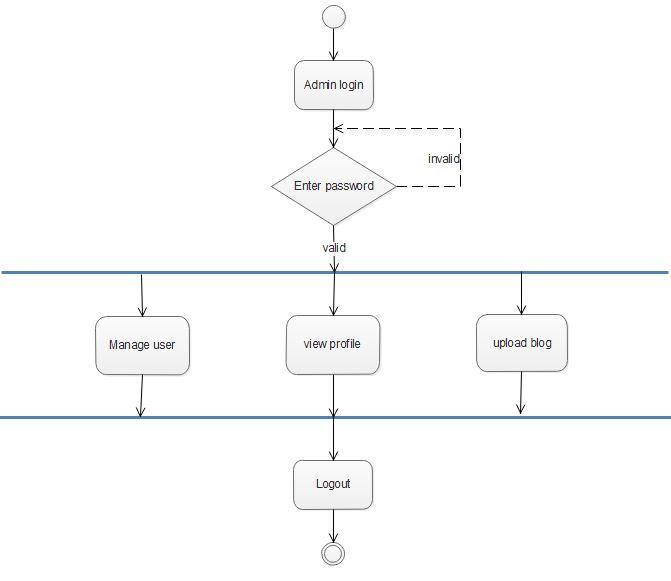 Admin login
invalid
Enter password
valid
Manage user
view profile
upload blog
Logout